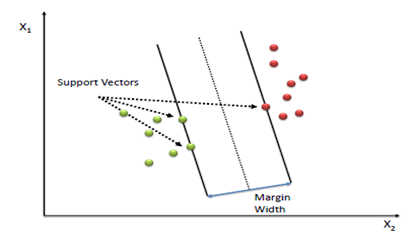 X1
Support Vectors
Margin
Width
X2